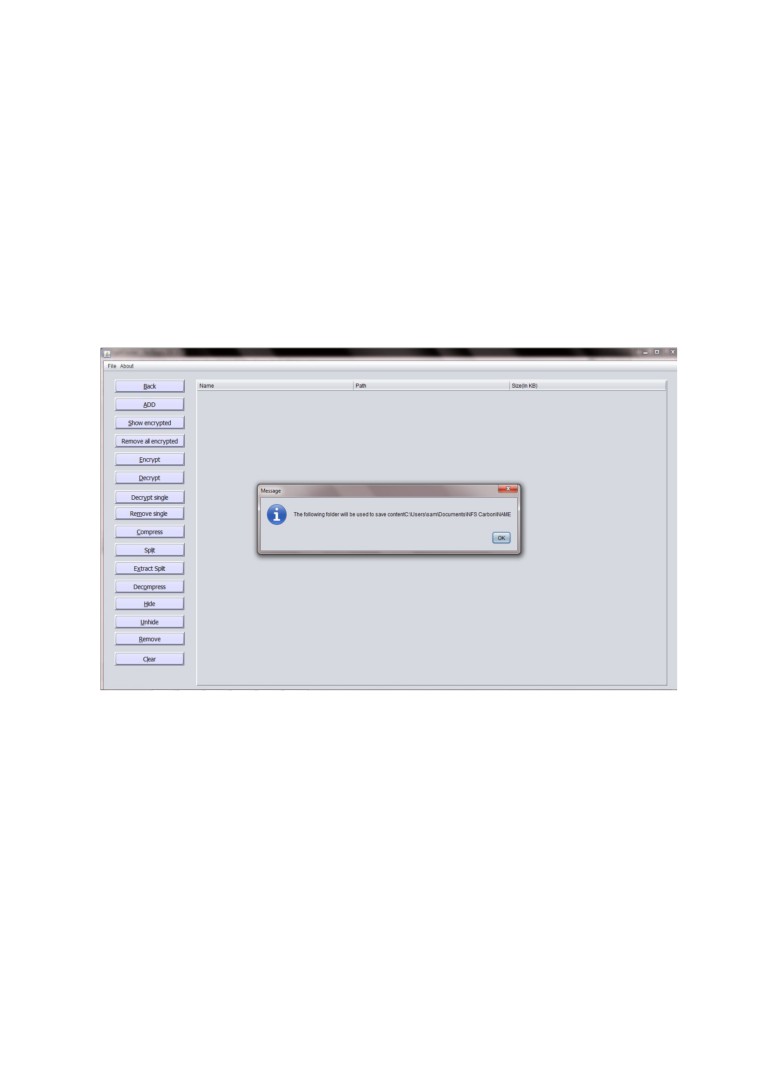 File About
Back
ADD
Show encrypted
Remove all encrypted
Encrypt
Decrypt
Decrypt single
Remove single
Compress
Split
Extract Split
Decompress
Hide
Unhide
Remove
Clear
Name Path Size(in KB)
Message
The following folder will be used to save contentC:\Users\sam\Documents\NFS Carbon\NAME
OK